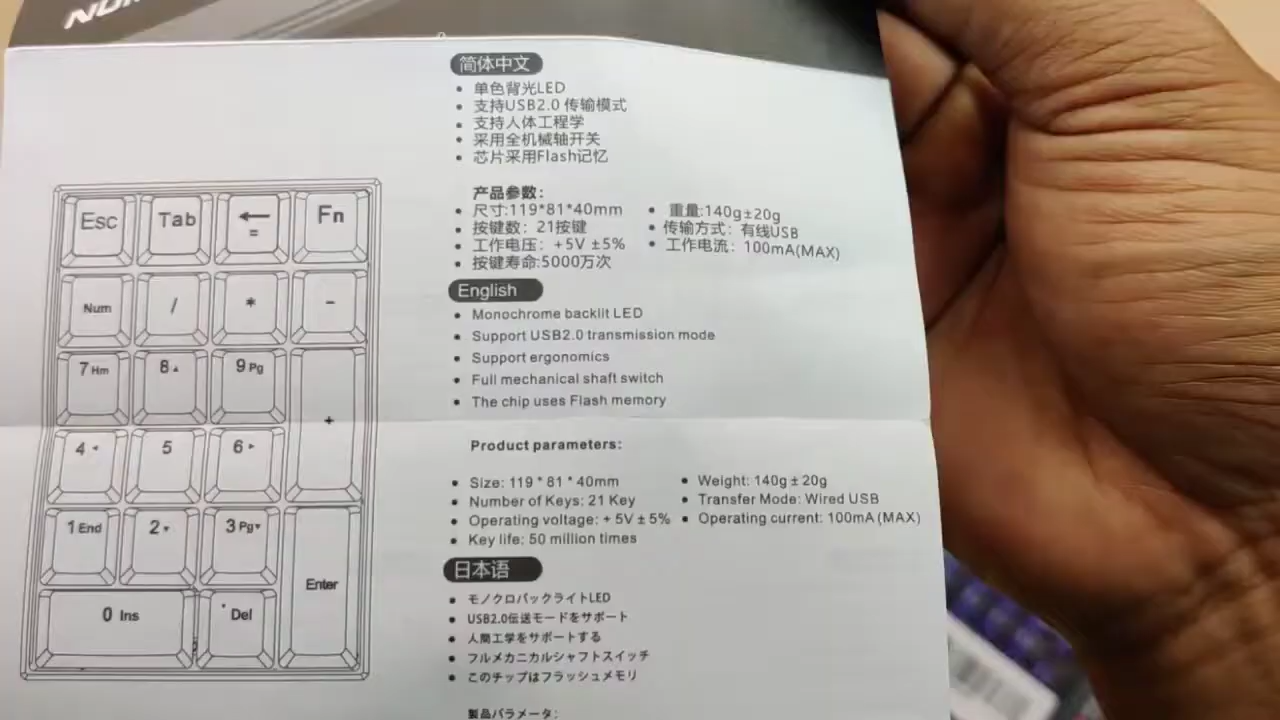 简体中文
• 单色背光LED
• 支持USB2.0 传输模式
• 支持人体工程学
• 采用全机械轴开关
• 芯片采用Flash记忆
产品参数：
• 尺寸:119*81*40mm • 重量:140g±20g
• 按键数：21按键 • 传输方式：有线USB
• 工作电压：+5V ±5% • 工作电流：100mA(MAX)
• 按键寿命:5000万次
English
• Monochrome backlit LED
• Support USB2.0 transmission mode
• Support ergonomics
• Full mechanical shaft switch
• The chip uses Flash memory
Product parameters:
• Size: 119 * 81 * 40mm • Weight: 140g ± 20g
• Number of Keys: 21 Key • Transfer Mode: Wired USB
• Operating voltage: + 5V ± 5% • Operating current: 100mA (MAX)
• Key life: 50 million times
日本语
• モノクロバックライトLED
• USB2.0伝送モードをサポート
• 人間工学をサポートする
• フルメカニカルシャフトスイッチ
• このチップはフラッシュメモリ
製品パラメータ：
Esc Tab ← = Fn
Num / * -
7 Hm 8 ▴ 9 Pg
+
4 ◂ 5 6 ▸
1 End 2 ▾ 3 Pg▾
Enter
0 Ins . Del